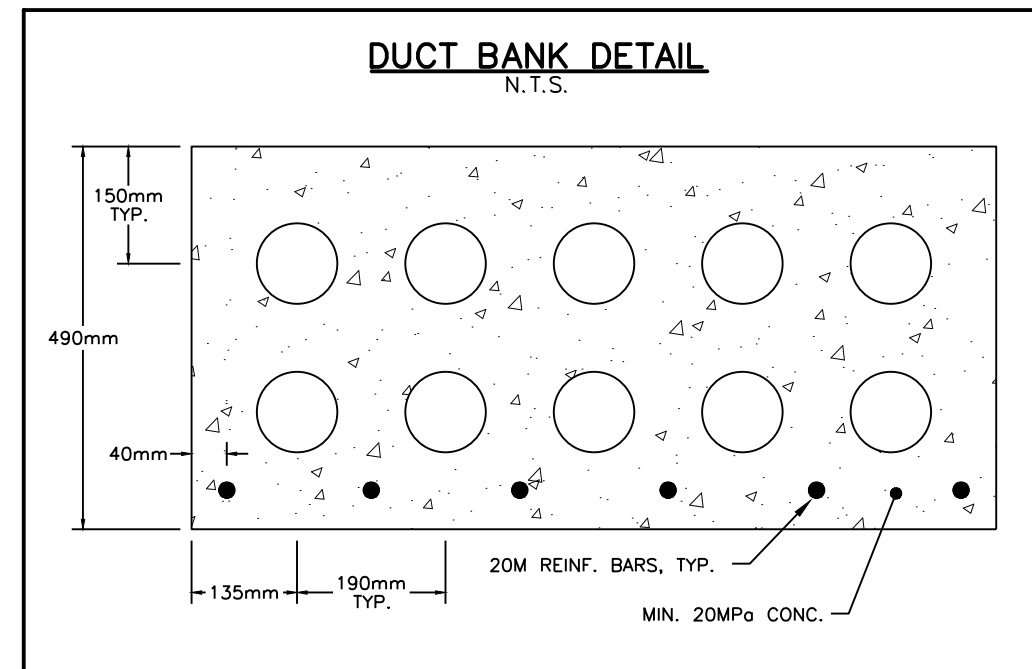 DUCT BANK DETAIL
N.T.S.
150mm
TYP.
490mm
40mm
20M REINF. BARS, TYP.
135mm
190mm
TYP.
MIN. 20MPa CONC.